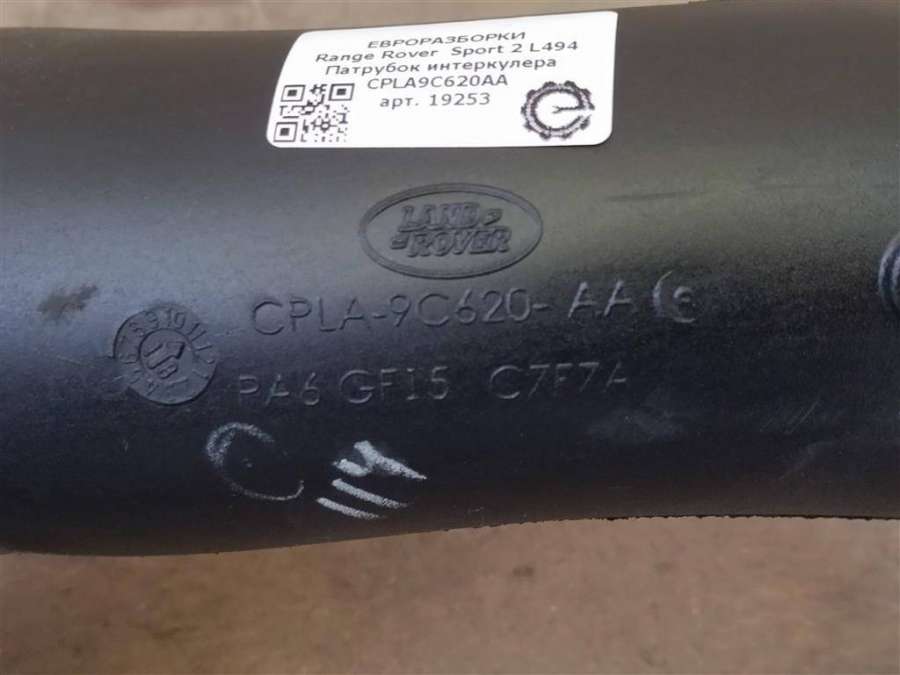 ЕВРОРАЗБОРКИ
Range Rover Sport 2 L494
Патрубок интеркулера
CPLA9C620AA
арт. 19253
LAND
ROVER
CPLA-9C620-AA
PA6 GF15 C7F7A